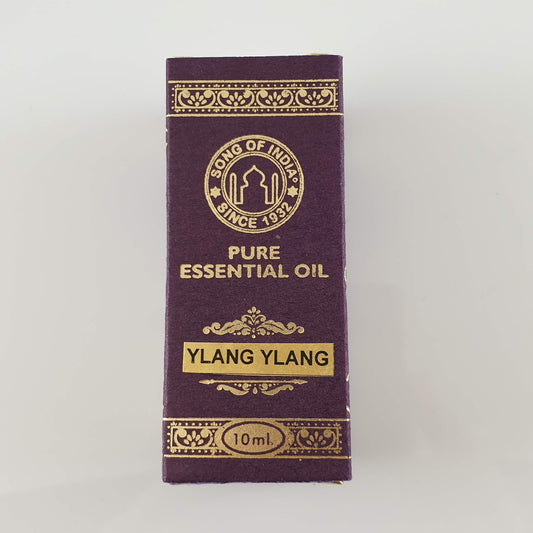 SONG OF INDIA®
SINCE 1932
PURE
ESSENTIAL OIL
YLANG YLANG
10ml.